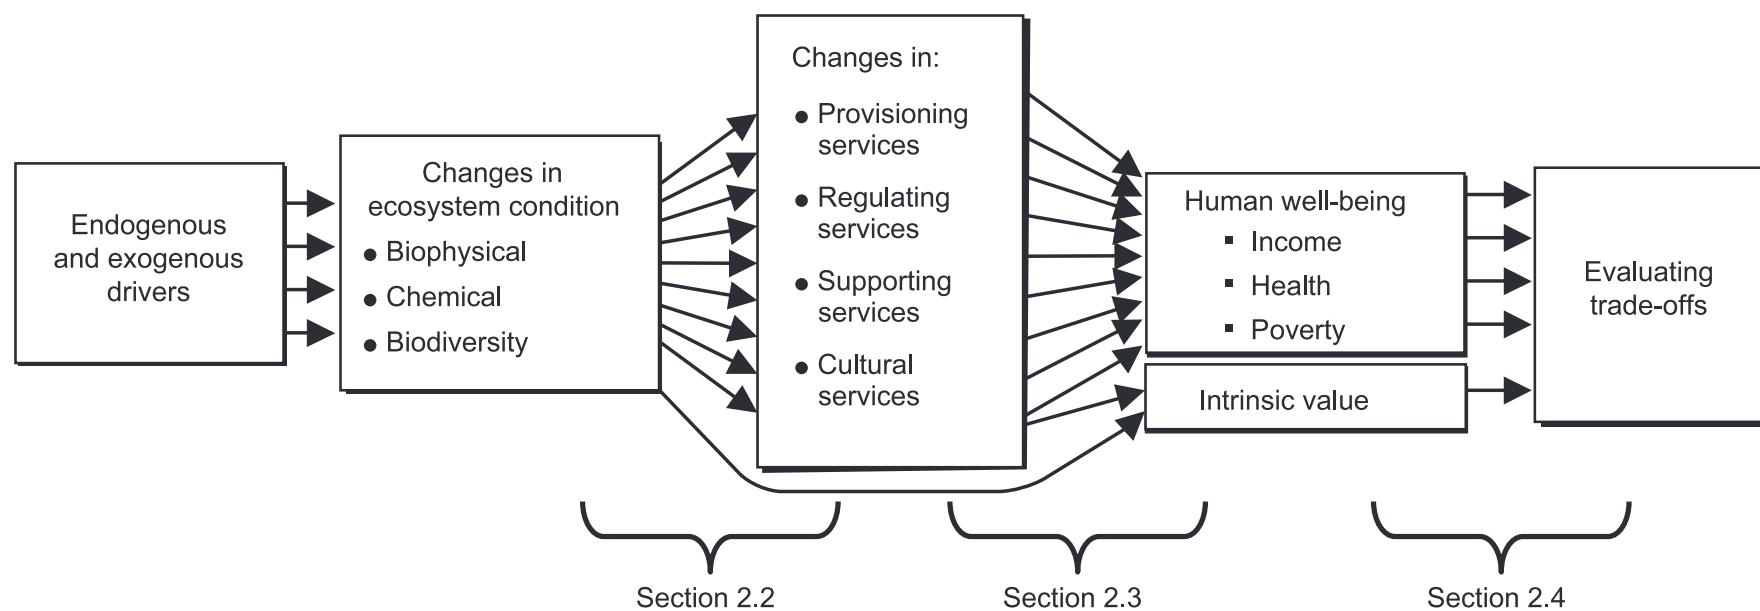 Endogenous
and exogenous
drivers
Changes in
ecosystem condition
● Biophysical
● Chemical
● Biodiversity
Changes in:
● Provisioning
services
● Regulating
services
● Supporting
services
● Cultural
services
Human well-being
▪ Income
▪ Health
▪ Poverty
Intrinsic value
Evaluating
trade-offs
Section 2.2
Section 2.3
Section 2.4